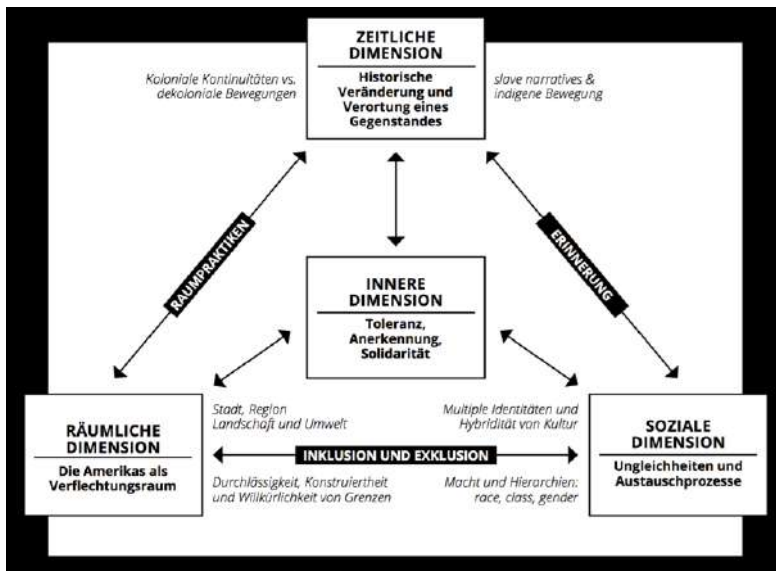 ZEITLICHE
DIMENSION
Historische
Veränderung und
Verortung eines
Gegenstandes
Koloniale Kontinuitäten vs.
dekoloniale Bewegungen
slave narratives &
indigene Bewegung
RAUMPRAKTIKEN
ERINNERUNG
INNERE
DIMENSION
Toleranz,
Anerkennung,
Solidarität
RÄUMLICHE
DIMENSION
Die Amerikas als
Verflechtungsraum
Stadt, Region
Landschaft und Umwelt
Multiple Identitäten und
Hybridität von Kultur
INKLUSION UND EXKLUSION
Durchlässigkeit, Konstruiertheit
und Willkürlichkeit von Grenzen
Macht und Hierarchien:
race, class, gender
SOZIALE
DIMENSION
Ungleichheiten und
Austauschprozesse